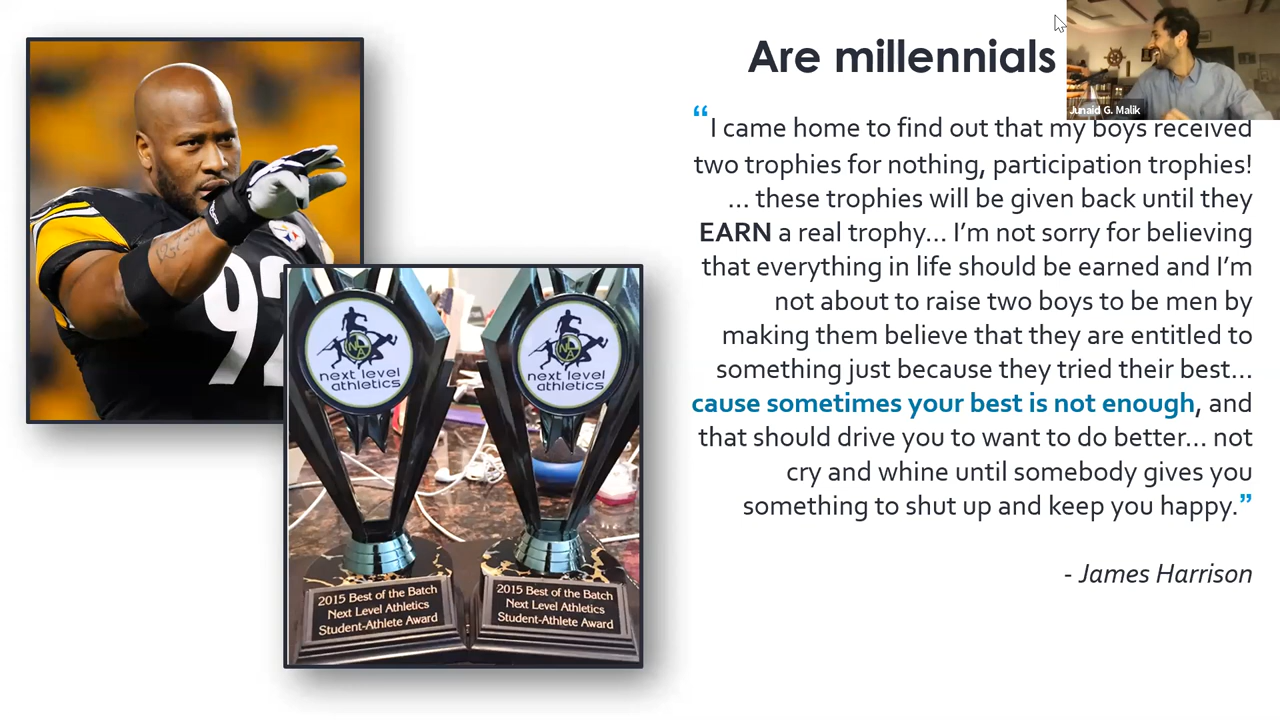 Are millennials
Junaid G. Malik
“I came home to find out that my boys received
two trophies for nothing, participation trophies!
... these trophies will be given back until they
EARN a real trophy... I’m not sorry for believing
that everything in life should be earned and I’m
not about to raise two boys to be men by
making them believe that they are entitled to
something just because they tried their best...
cause sometimes your best is not enough, and
that should drive you to want to do better... not
cry and whine until somebody gives you
something to shut up and keep you happy.”
- James Harrison
92
next level
athletics
next level
athletics
2015 Best of the Batch
Next Level Athletics
Student-Athlete Award
2015 Best of the Batch
Next Level Athletics
Student-Athlete Award